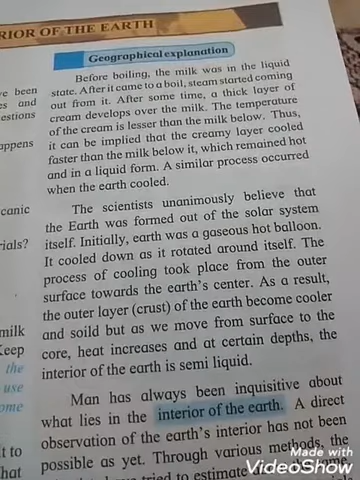 RIOR OF THE EARTH
Geographical explanation
Before boiling, the milk was in the liquid
state. After it came to a boil, steam started coming
out from it. After some time, a thick layer of
cream develops over the milk. The temperature
of the cream is lesser than the milk below. Thus,
it can be implied that the creamy layer cooled
faster than the milk below it, which remained hot
and in a liquid form. A similar process occurred
when the earth cooled.
The scientists unanimously believe that
the Earth was formed out of the solar system
itself. Initially, earth was a gaseous hot balloon.
It cooled down as it rotated around itself. The
process of cooling took place from the outer
surface towards the earth's center. As a result,
the outer layer (crust) of the earth become cooler
and soild but as we move from surface to the
core, heat increases and at certain depths, the
interior of the earth is semi liquid.
Man has always been inquisitive about
what lies in the interior of the earth. A direct
observation of the earth's interior has not been
possible as yet. Through various methods, the
tried to estimate
ve been
es and
estions
appens
canic
rials?
milk
Keep
the
use
ome
t to
hat
Made with
VideoShow